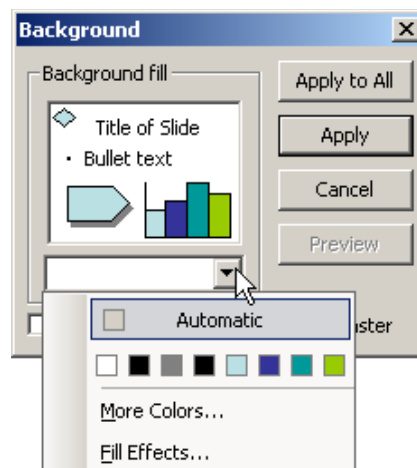 Background
Background fill
Title of Slide
· Bullet text
Apply to All
Apply
Cancel
Preview
Automatic
More Colors...
Fill Effects...